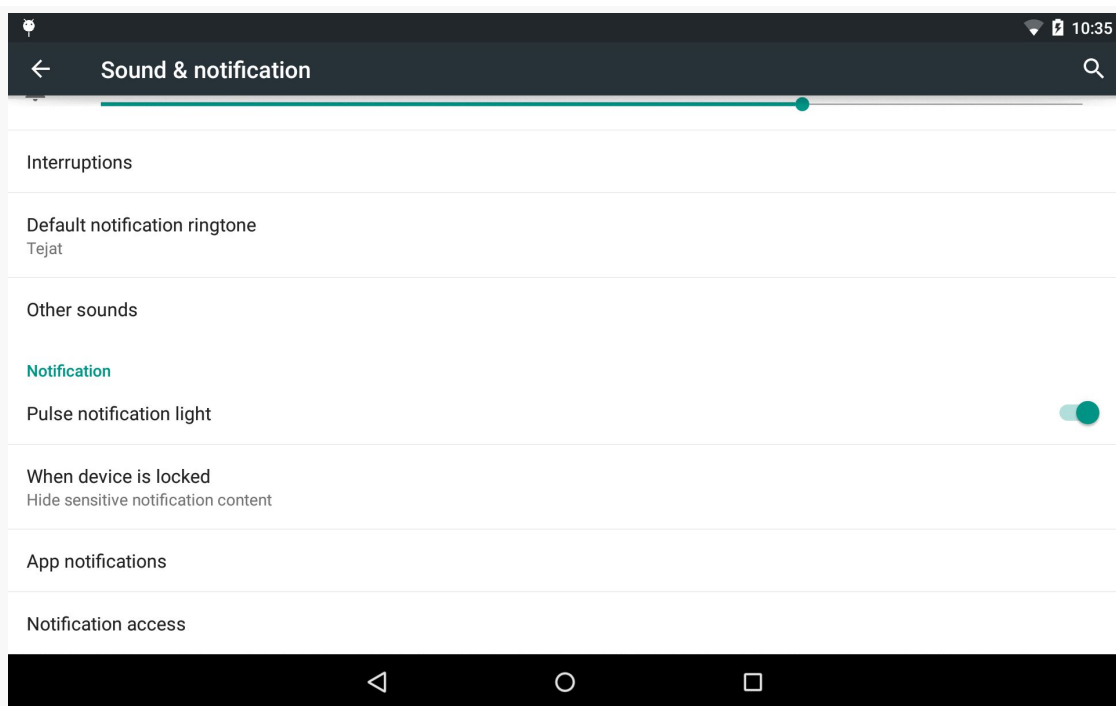 10:35
Sound & notification
Interruptions
Default notification ringtone
Tejat
Other sounds
Notification
Pulse notification light
When device is locked
Hide sensitive notification content
App notifications
Notification access